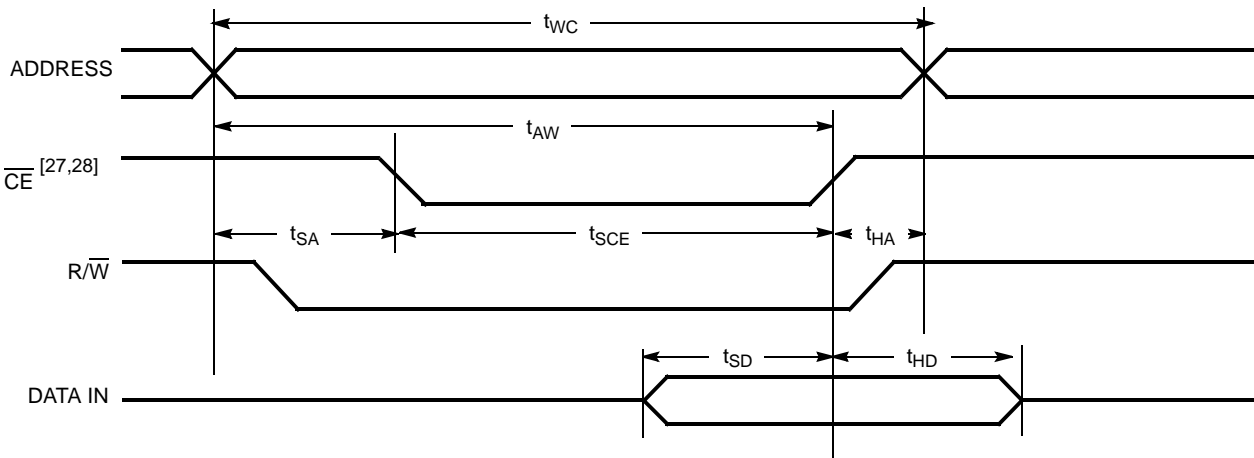 tWC
ADDRESS
tAW
CE [27,28]
tSA
tSCE
tHA
R/W
tSD
tHD
DATA IN